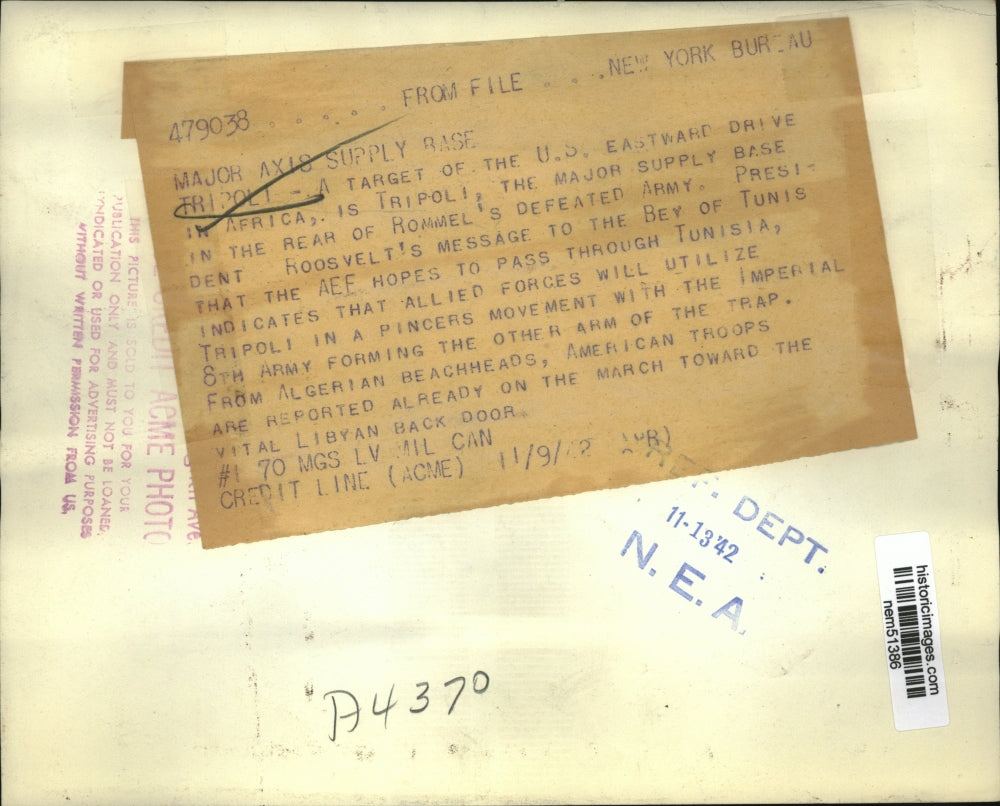 479038 . . . . . FROM FILE . . . . NEW YORK BUREAU
MAJOR AXIS SUPPLY BASE
TRIPOLI - A TARGET OF THE U.S. EASTWARD DRIVE
IN AFRICA, IS TRIPOLI, THE MAJOR SUPPLY BASE
IN THE REAR OF ROMMEL'S DEFEATED ARMY. PRESI-
DENT ROOSVELT'S MESSAGE TO THE BEY OF TUNIS
THAT THE AEF HOPES TO PASS THROUGH TUNISIA,
INDICATES THAT ALLIED FORCES WILL UTILIZE
TRIPOLI IN A PINCERS MOVEMENT WITH THE IMPERIAL
8TH ARMY FORMING THE OTHER ARM OF THE TRAP.
FROM ALGERIAN BEACHHEADS, AMERICAN TROOPS
ARE REPORTED ALREADY ON THE MARCH TOWARD THE
VITAL LIBYAN BACK DOOR.
#1 70 MGS LV MIL CAN
CREDIT LINE (ACME) 11/9/42
ACME PHOTO
THIS PICTURE IS SOLD TO YOU FOR YOUR
PUBLICATION ONLY AND MUST NOT BE LOANED,
SYNDICATED OR USED FOR ADVERTISING PURPOSES
WITHOUT WRITTEN PERMISSION FROM US.
REF. DEPT.
11-13 42
N. E. A.
A4370
historicimages.com
nem51386